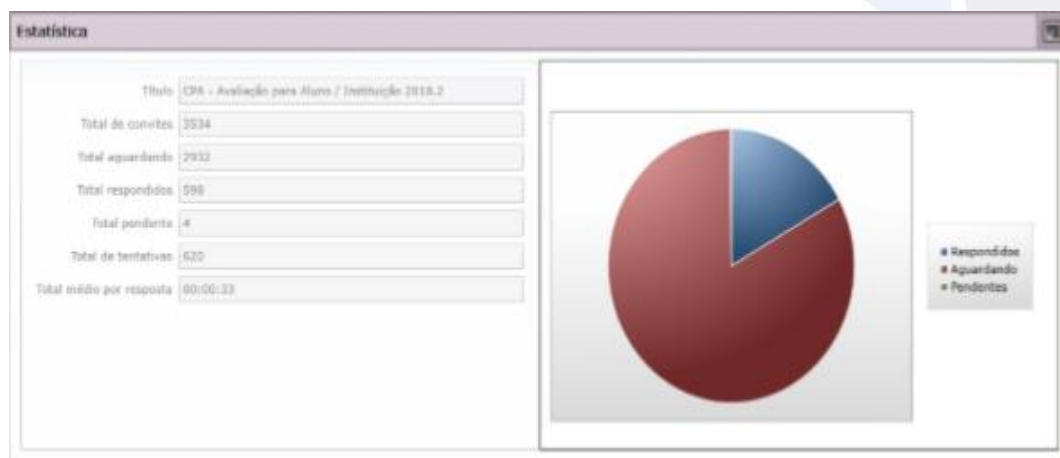 Estatística
Título CPA - Avaliação para Aluno / Instituição 2018.2
Total de convites 3534
Total aguardando 2932
Total respondidos 598
Total pendente 4
Total de tentativas 620
Total médio por resposta 00:00:33
Respondidos
Aguardando
Pendentes